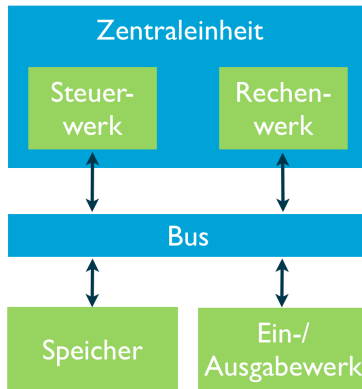 Zentraleinheit
Steuer-
werk
Rechen-
werk
Bus
Speicher
Ein-/
Ausgabewerk